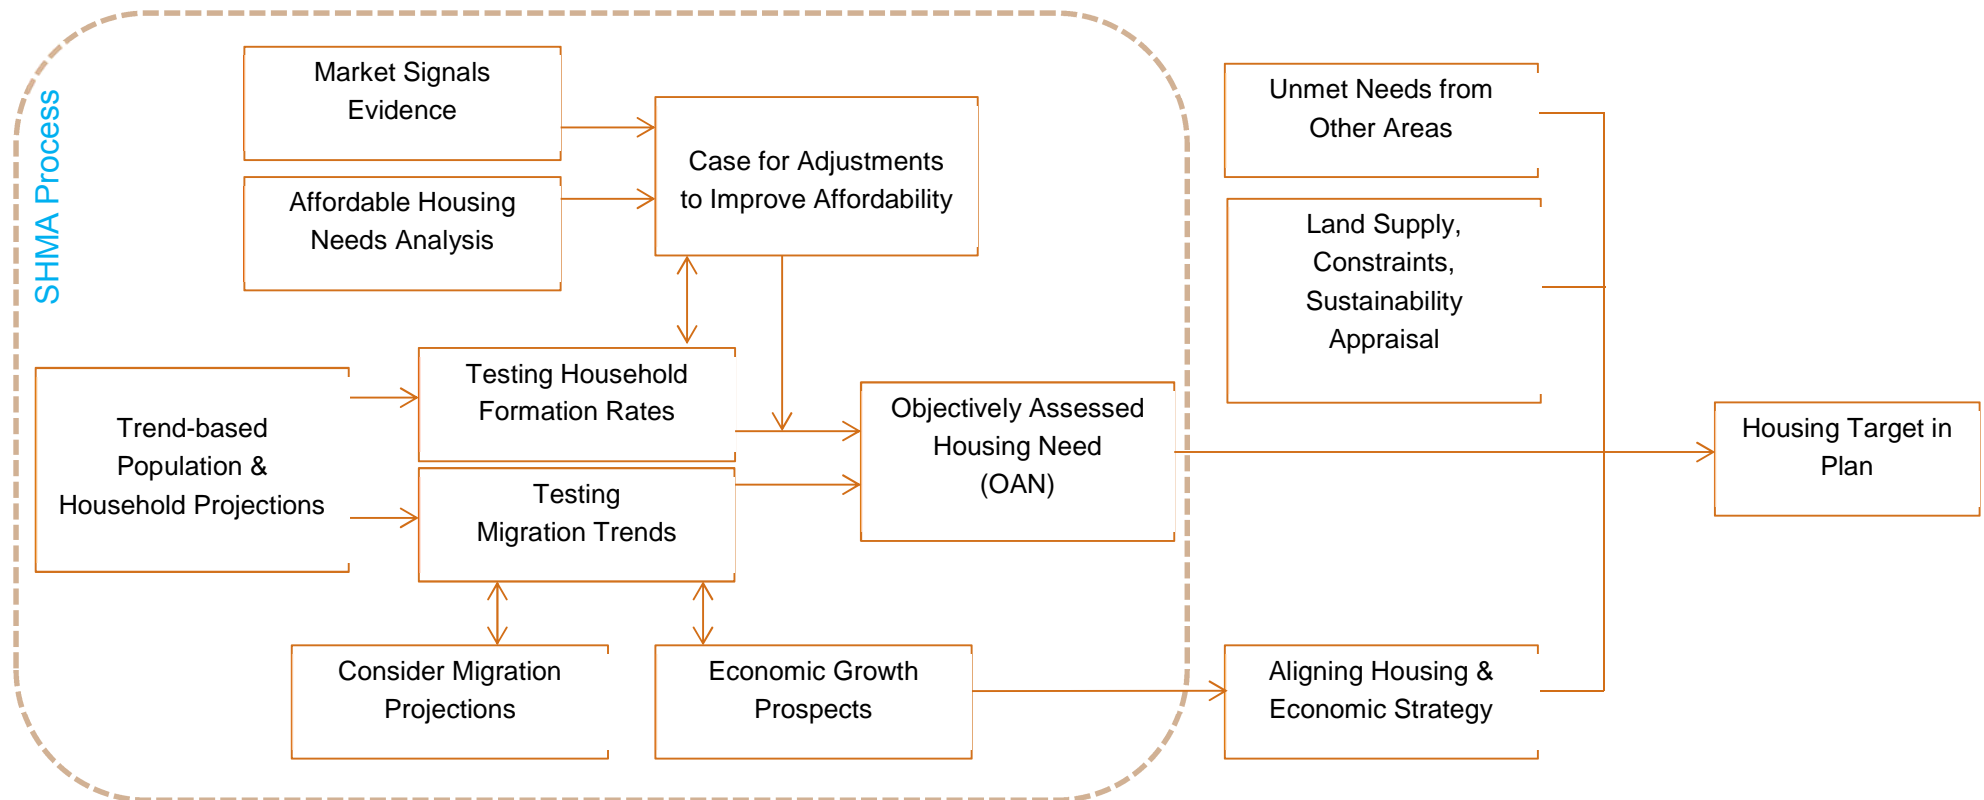 SHMA Process
Market Signals
Evidence
Affordable Housing
Needs Analysis
Case for Adjustments
to Improve Affordability
Trend-based
Population &
Household Projections
Testing Household
Formation Rates
Testing
Migration Trends
Consider Migration
Projections
Economic Growth
Prospects
Objectively Assessed
Housing Need
(OAN)
Unmet Needs from
Other Areas
Land Supply,
Constraints,
Sustainability
Appraisal
Aligning Housing &
Economic Strategy
Housing Target in
Plan